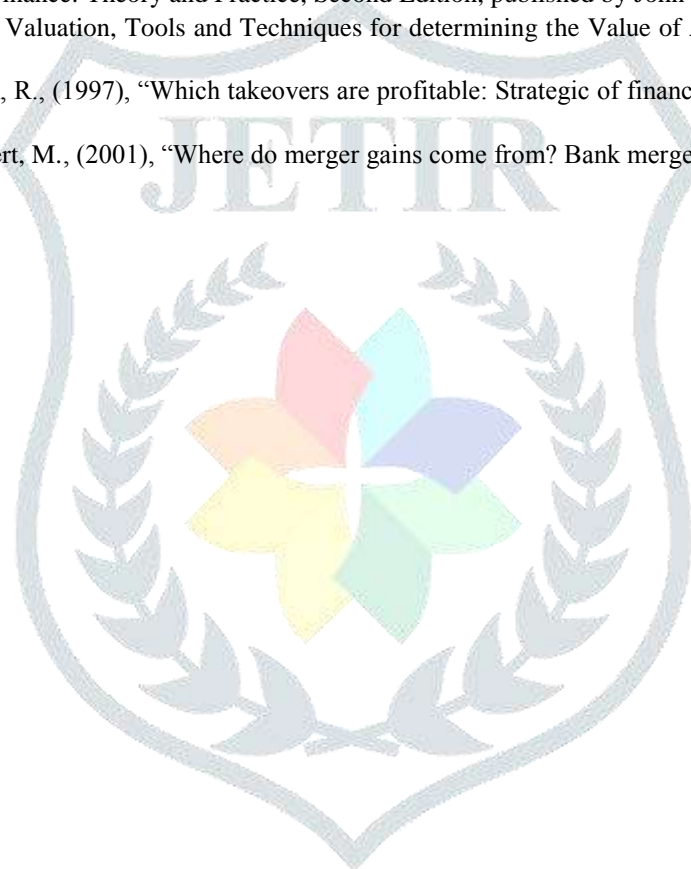 inance: Theory and Practice, Second Edition, published by John
Valuation, Tools and Techniques for determining the Value of
, R., (1997), “Which takeovers are profitable: Strategic of financ
ert, M., (2001), “Where do merger gains come from? Bank merge
JETIR